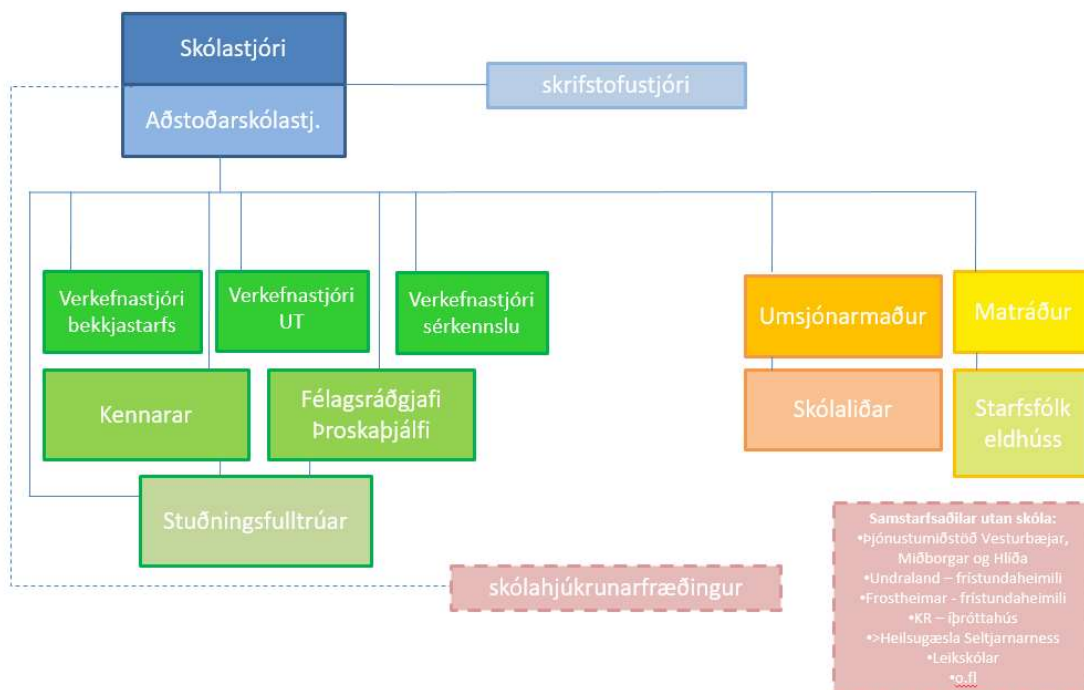 Skólastjóri
skrifstofustjóri
Aðstoðarskólastj.
Verkefnastjóri
bekkjastarfs
Verkefnastjóri
UT
Verkefnastjóri
sérkennslu
Umsjónarmaður
Matráður
Kennarar
Félagsráðgjafi
Þroskaþjálfi
Skólaliðar
Starfsfólk
eldhúss
Stuðningsfulltrúar
skólahjúkrunarfræðingur
Samstarfsaðilar utan skóla:
•Þjónustumiðstöð Vesturbæjar,
Miðborgar og Hlíða
•Undraland – frístundaheimili
•Frostheimar - frístundaheimili
•KR – íþróttahús
•>Heilsugæsla Seltjarnarness
•Leikskólar
•o.fl